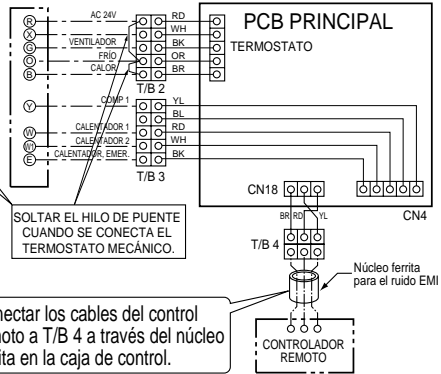 R
X
G
O
B
Y
W
W1
E
AC 24V
VENTILADOR
FRÍO
CALOR
COMP 1
CALENTADOR 1
CALENTADOR 2
CALENTADOR, EMER.
RD
WH
BK
OR
BR
T/B 2
YL
BL
RD
WH
BK
T/B 3
PCB PRINCIPAL
TERMOSTATO
CN18
CN4
BR
RD
YL
T/B 4
SOLTAR EL HILO DE PUENTE
CUANDO SE CONECTA EL
TERMOSTATO MECÁNICO.
Núcleo ferrita
para el ruido EMI
los cables del control
a T/B 4 a través del núcleo
en la caja de control.
CONTROLADOR
REMOTO